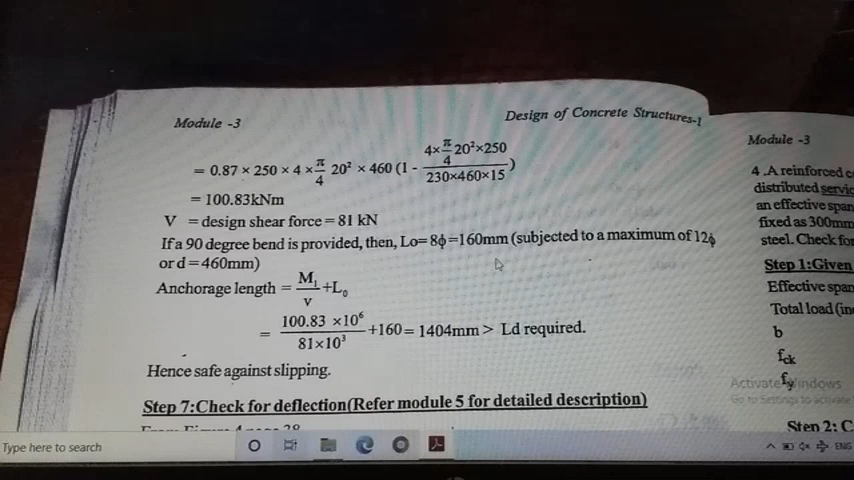 Module -3
Design of Concrete Structures-1
= 0.87 × 250 × 4 × π/4 20² × 460 (1 - 4×π/4 20²×250 / 230×460×15)
= 100.83kNm
V = design shear force = 81 kN
If a 90 degree bend is provided, then, Lo= 8ϕ=160mm (subjected to a maximum of 12ϕ
or d = 460mm)
Anchorage length = M₁/v +L₀
= 100.83 ×10⁶ / 81×10³ +160= 1404mm > Ld required.
Hence safe against slipping.
Step 7:Check for deflection(Refer module 5 for detailed description)
Module -3
4 .A reinforced
distributed servic
an effective span
fixed as 300mm
steel. Check for
Step 1:Given
Effective span
Total load (in
b
fck
fy
Step 2: C
Activate Windows
Go to Settings to activate
Type here to search
ENG